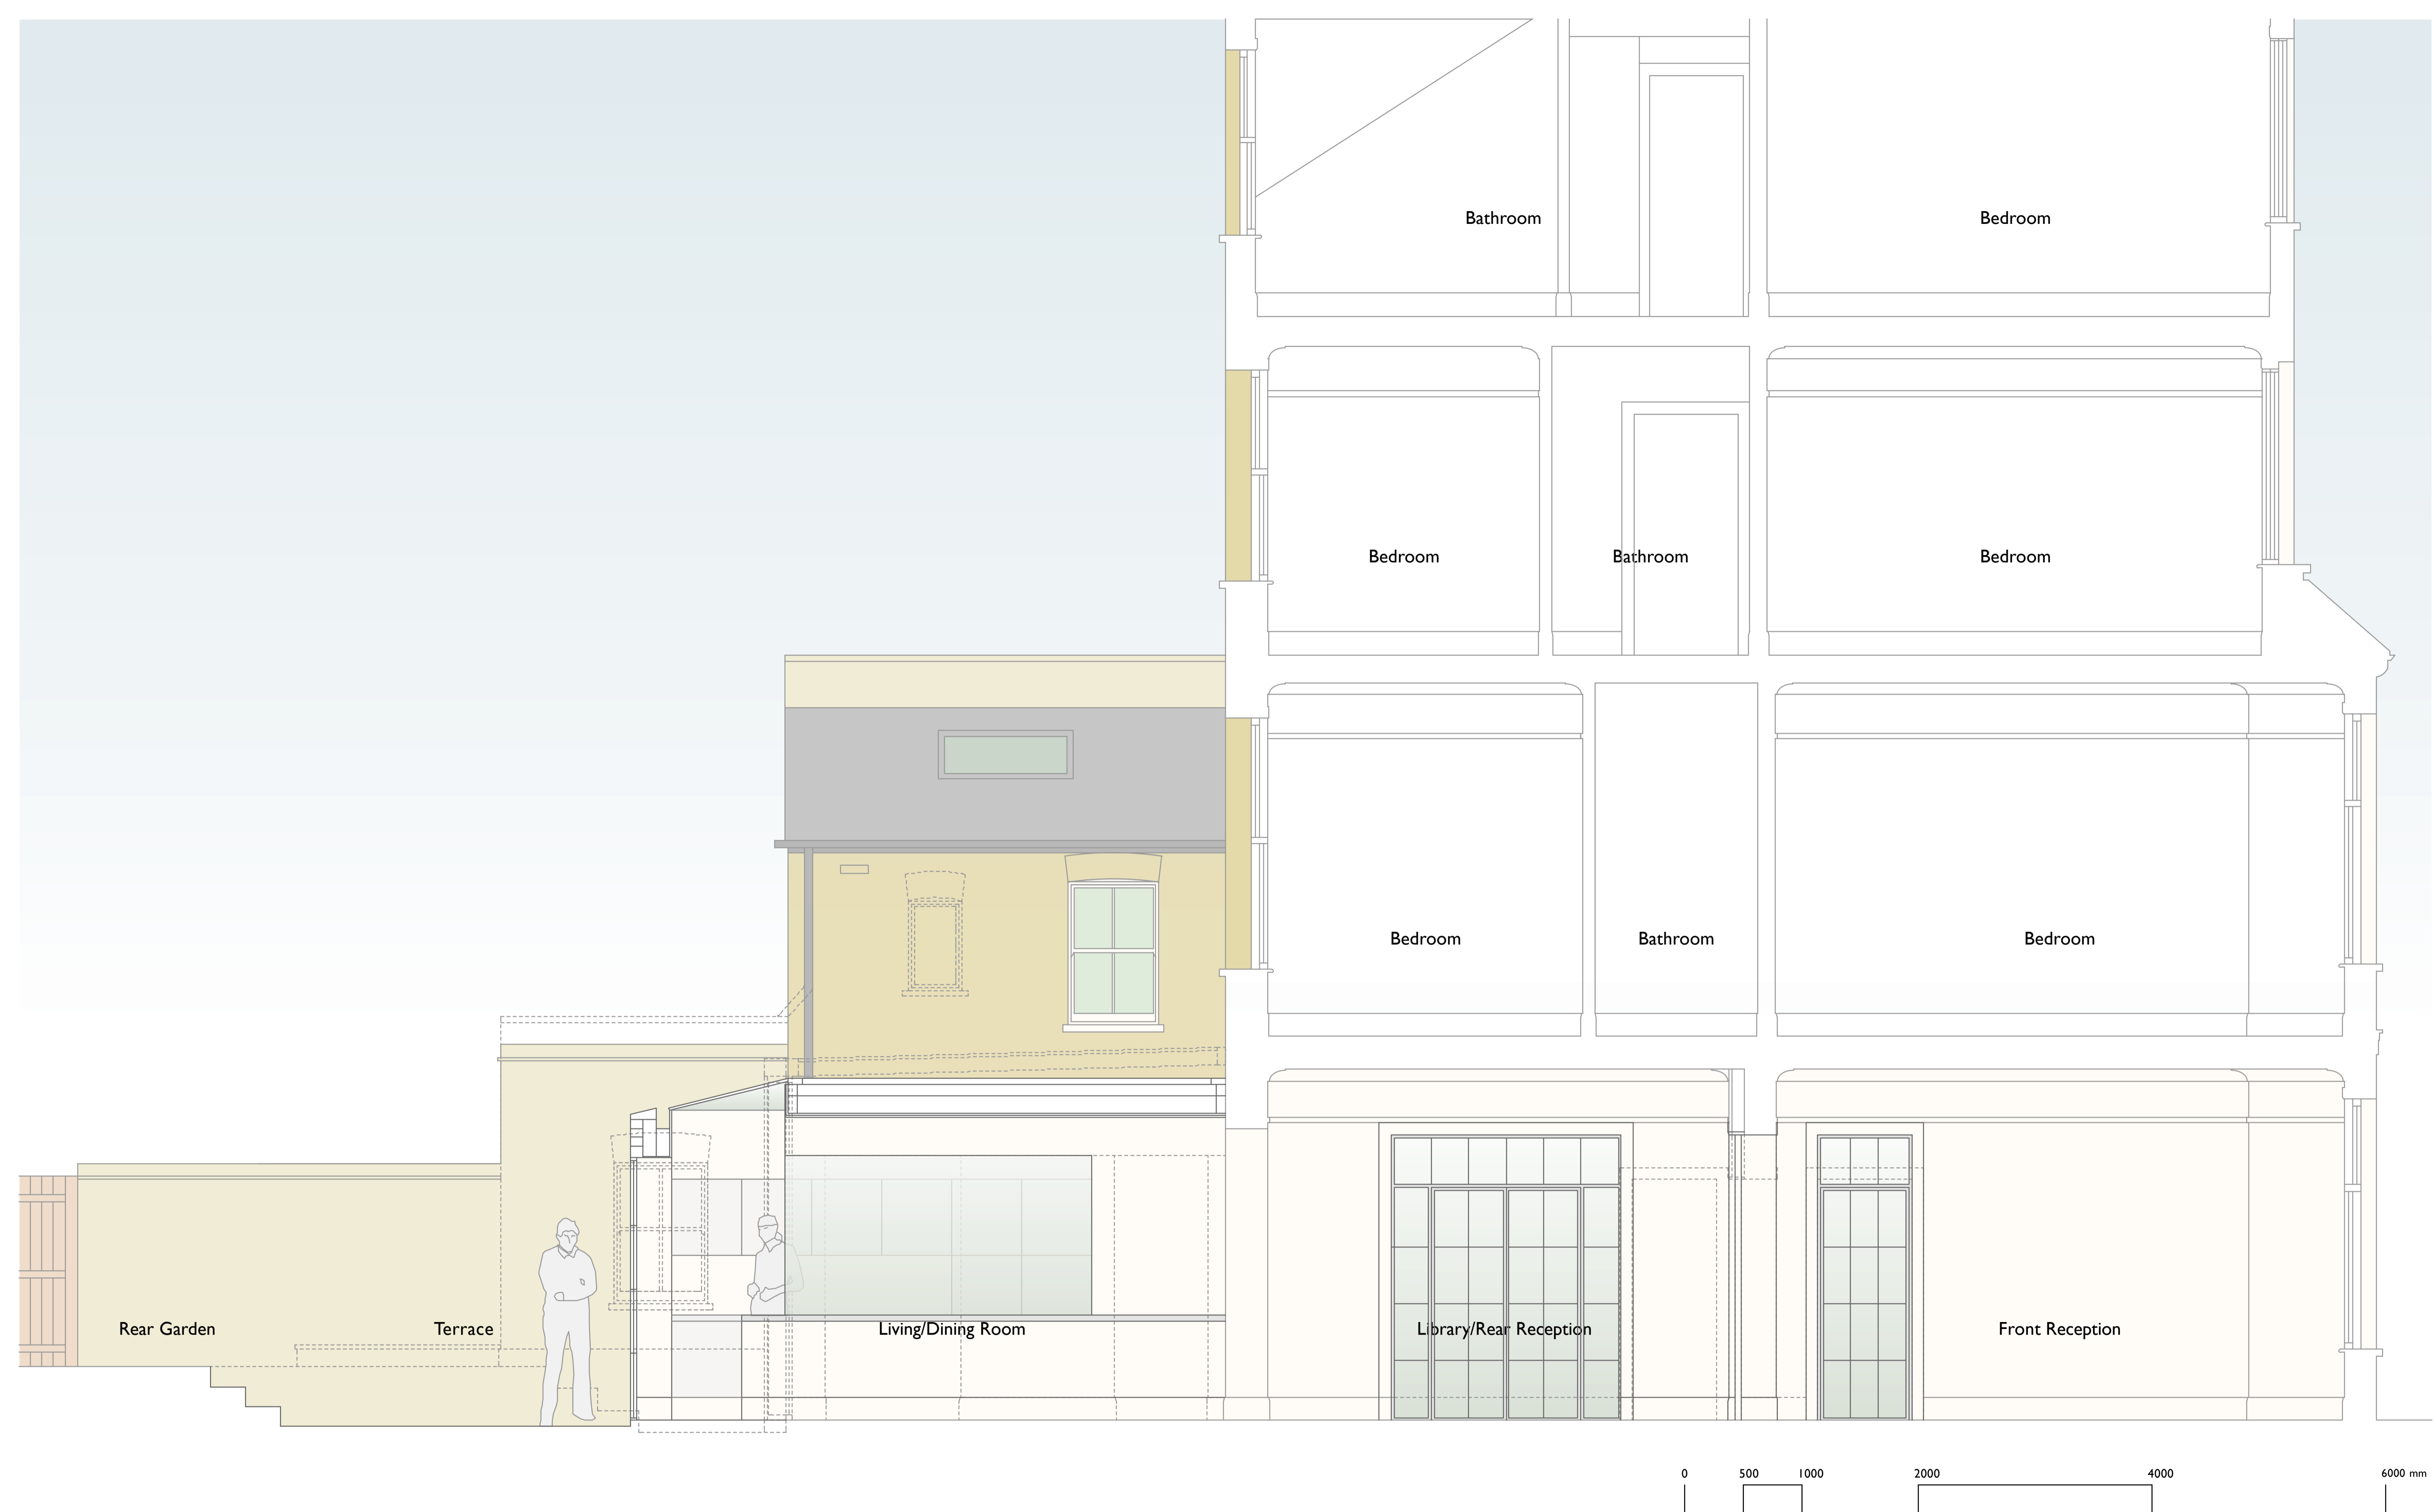 Bathroom
Bedroom
Bedroom
Bathroom
Bedroom
Bedroom
Bathroom
Bedroom
Rear Garden
Terrace
Living/Dining Room
Library/Rear Reception
Front Reception
0
500
1000
2000
4000
6000 mm